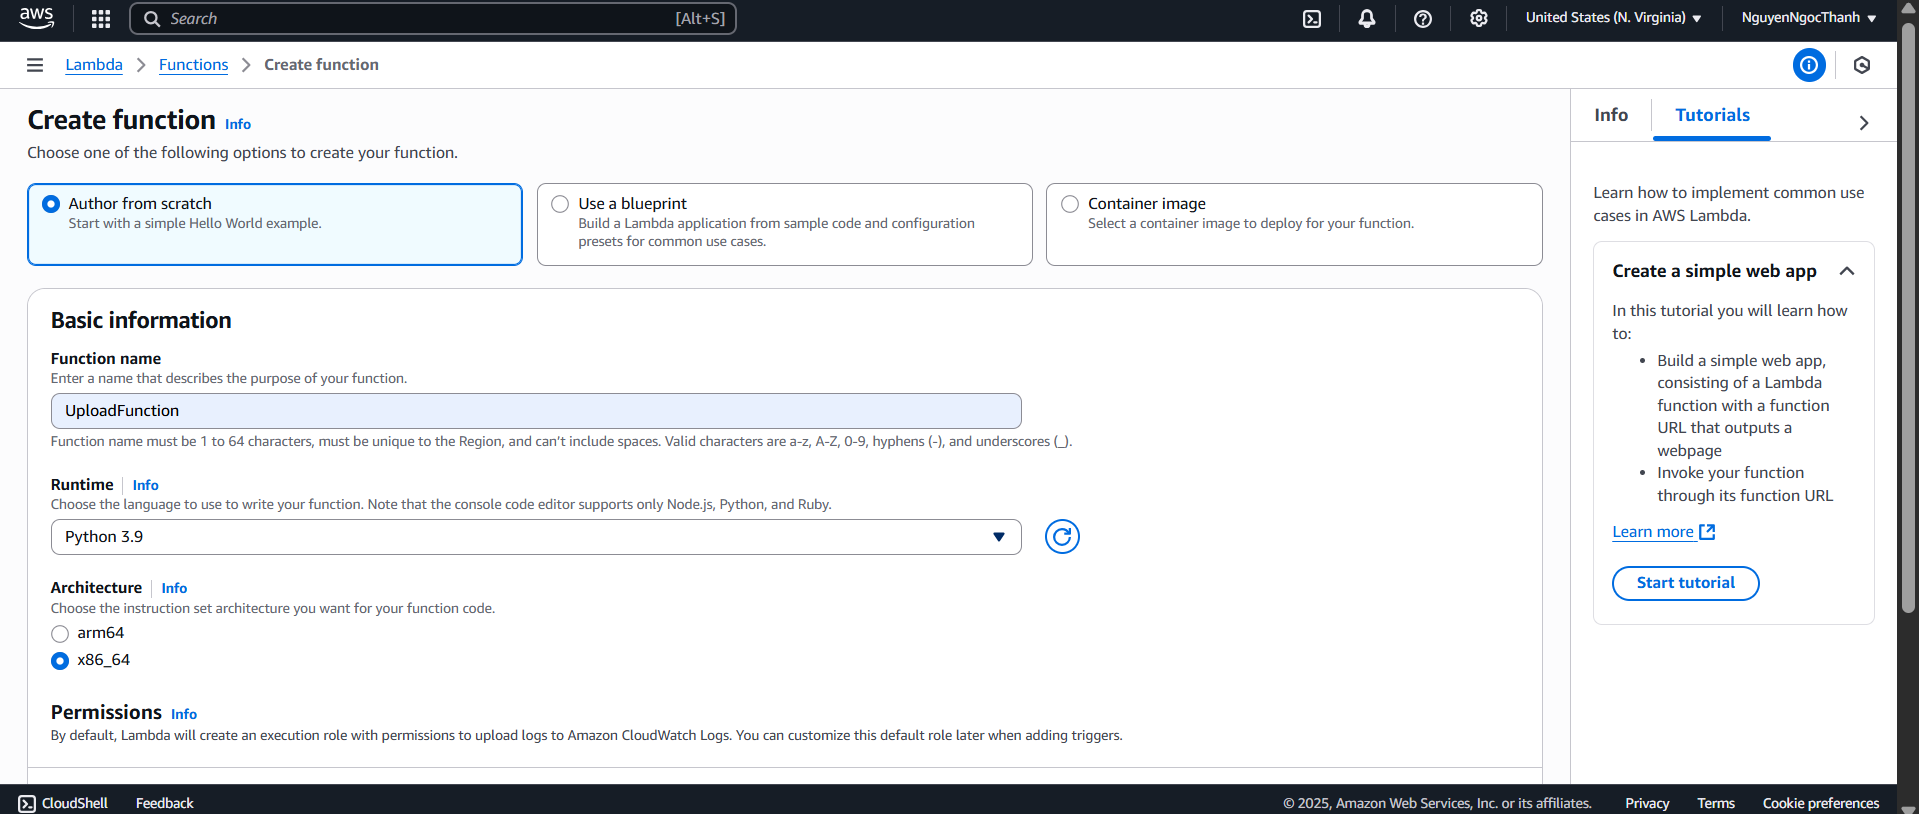 aws
Search
[Alt+S]
United States (N. Virginia)
NguyenNgocThanh
Lambda
Functions
Create function
Create function Info
Choose one of the following options to create your function.
Author from scratch
Start with a simple Hello World example.
Use a blueprint
Build a Lambda application from sample code and configuration
presets for common use cases.
Container image
Select a container image to deploy for your function.
Basic information
Function name
Enter a name that describes the purpose of your function.
UploadFunction
Function name must be 1 to 64 characters, must be unique to the Region, and can't include spaces. Valid characters are a-z, A-Z, 0-9, hyphens (-), and underscores (_).
Runtime Info
Choose the language to use to write your function. Note that the console code editor supports only Node.js, Python, and Ruby.
Python 3.9
Architecture Info
Choose the instruction set architecture you want for your function code.
arm64
x86_64
Permissions Info
By default, Lambda will create an execution role with permissions to upload logs to Amazon CloudWatch Logs. You can customize this default role later when adding triggers.
Info
Tutorials
Learn how to implement common use
cases in AWS Lambda.
Create a simple web app
In this tutorial you will learn how
to:
• Build a simple web app,
consisting of a Lambda
function with a function
URL that outputs a
webpage
• Invoke your function
through its function URL
Learn more
Start tutorial
CloudShell
Feedback
© 2025, Amazon Web Services, Inc. or its affiliates.
Privacy
Terms
Cookie preferences